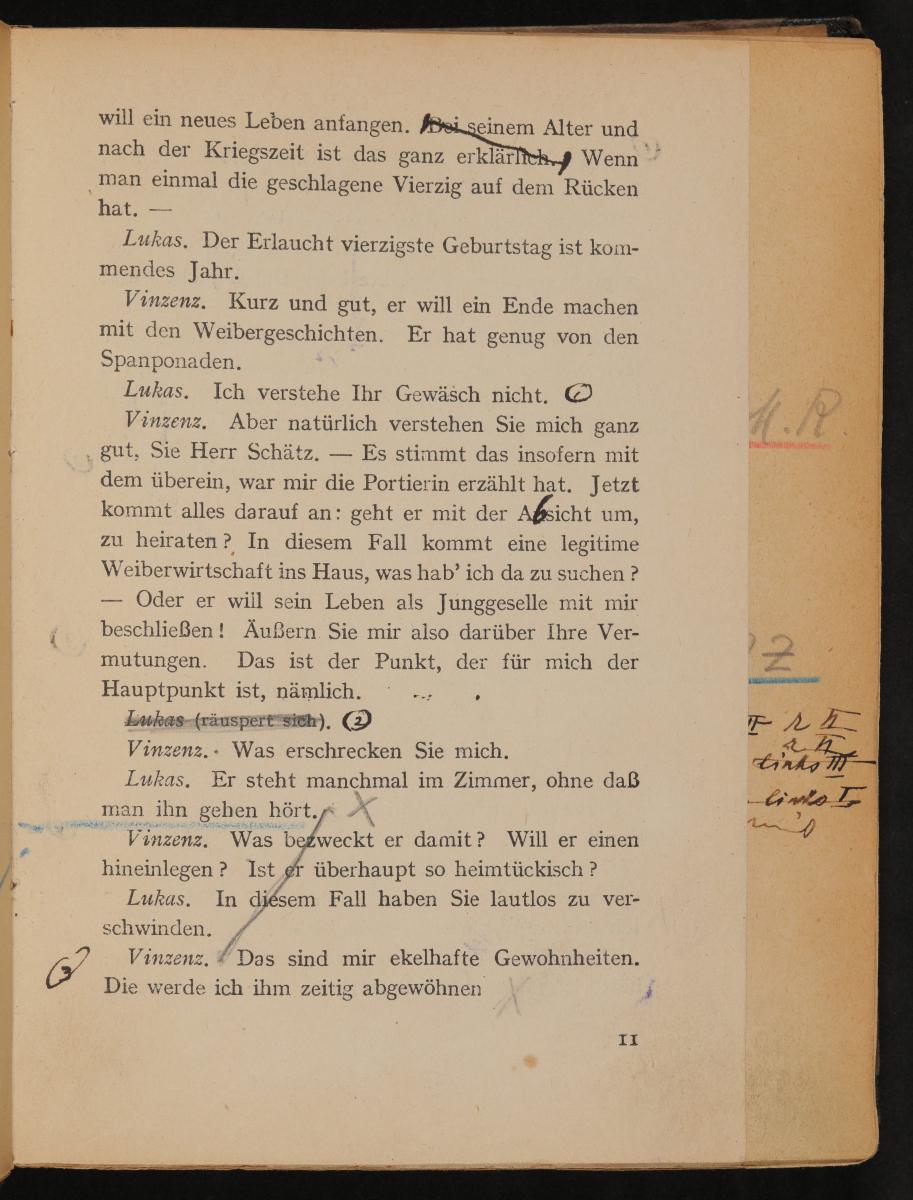 will ein neues Leben anfangen. Bei seinem Alter und
nach der Kriegszeit ist das ganz erklärlich. Wenn
man einmal die geschlagene Vierzig auf dem Rücken
hat. —
Lukas. Der Erlaucht vierzigste Geburtstag ist kom-
mendes Jahr.
Vinzenz. Kurz und gut, er will ein Ende machen
mit den Weibergeschichten. Er hat genug von den
Spanponaden.
Lukas. Ich verstehe Ihr Gewäsch nicht. 1
Vinzenz. Aber natürlich verstehen Sie mich ganz
gut, Sie Herr Schätz. — Es stimmt das insofern mit
dem überein, war mir die Portierin erzählt hat. Jetzt
kommt alles darauf an: geht er mit der Absicht um,
zu heiraten? In diesem Fall kommt eine legitime
Weiberwirtschaft ins Haus, was hab' ich da zu suchen?
— Oder er will sein Leben als Junggeselle mit mir
beschließen! Äußern Sie mir also darüber Ihre Ver-
mutungen. Das ist der Punkt, der für mich der
Hauptpunkt ist, nämlich.
Lukas (räuspert sich). 2
Vinzenz. Was erschrecken Sie mich.
Lukas. Er steht manchmal im Zimmer, ohne daß
man ihn gehen hört. X
Vinzenz. Was bezweckt er damit? Will er einen
hineinlegen? Ist er überhaupt so heimtückisch?
Lukas. In diesem Fall haben Sie lautlos zu ver-
schwinden.
Vinzenz. Das sind mir ekelhafte Gewohnheiten.
3
Die werde ich ihm zeitig abgewöhnen X
11
M. R.
Z
r II
r II
links III
links I